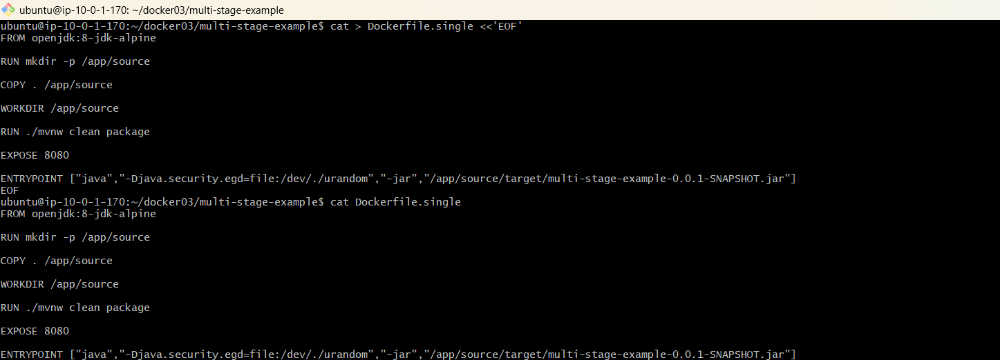 ubuntu@ip-10-0-1-170: ~/docker03/multi-stage-example
ubuntu@ip-10-0-1-170:~/docker03/multi-stage-example$ cat > Dockerfile.single <<'EOF'
FROM openjdk:8-jdk-alpine
RUN mkdir -p /app/source
COPY . /app/source
WORKDIR /app/source
RUN ./mvnw clean package
EXPOSE 8080
ENTRYPOINT ["java","-Djava.security.egd=file:/dev/./urandom","-jar","/app/source/target/multi-stage-example-0.0.1-SNAPSHOT.jar"]
EOF
ubuntu@ip-10-0-1-170:~/docker03/multi-stage-example$ cat Dockerfile.single
FROM openjdk:8-jdk-alpine
RUN mkdir -p /app/source
COPY . /app/source
WORKDIR /app/source
RUN ./mvnw clean package
EXPOSE 8080
ENTRYPOINT ["java","-Djava.security.egd=file:/dev/./urandom","-jar","/app/source/target/multi-stage-example-0.0.1-SNAPSHOT.jar"]